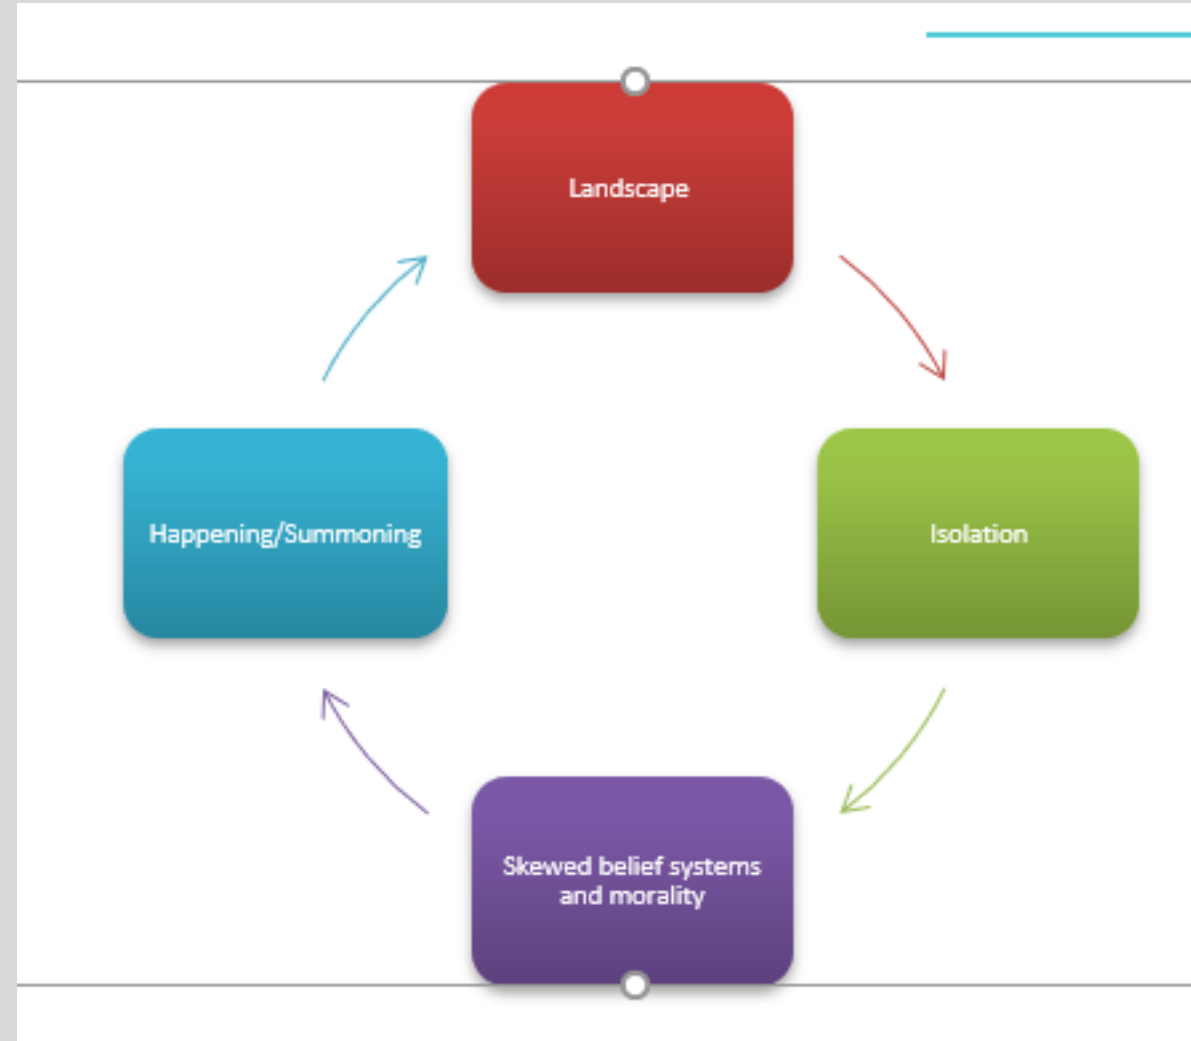 Landscape
Isolation
Skewed belief systems
and morality
Happening/Summoning